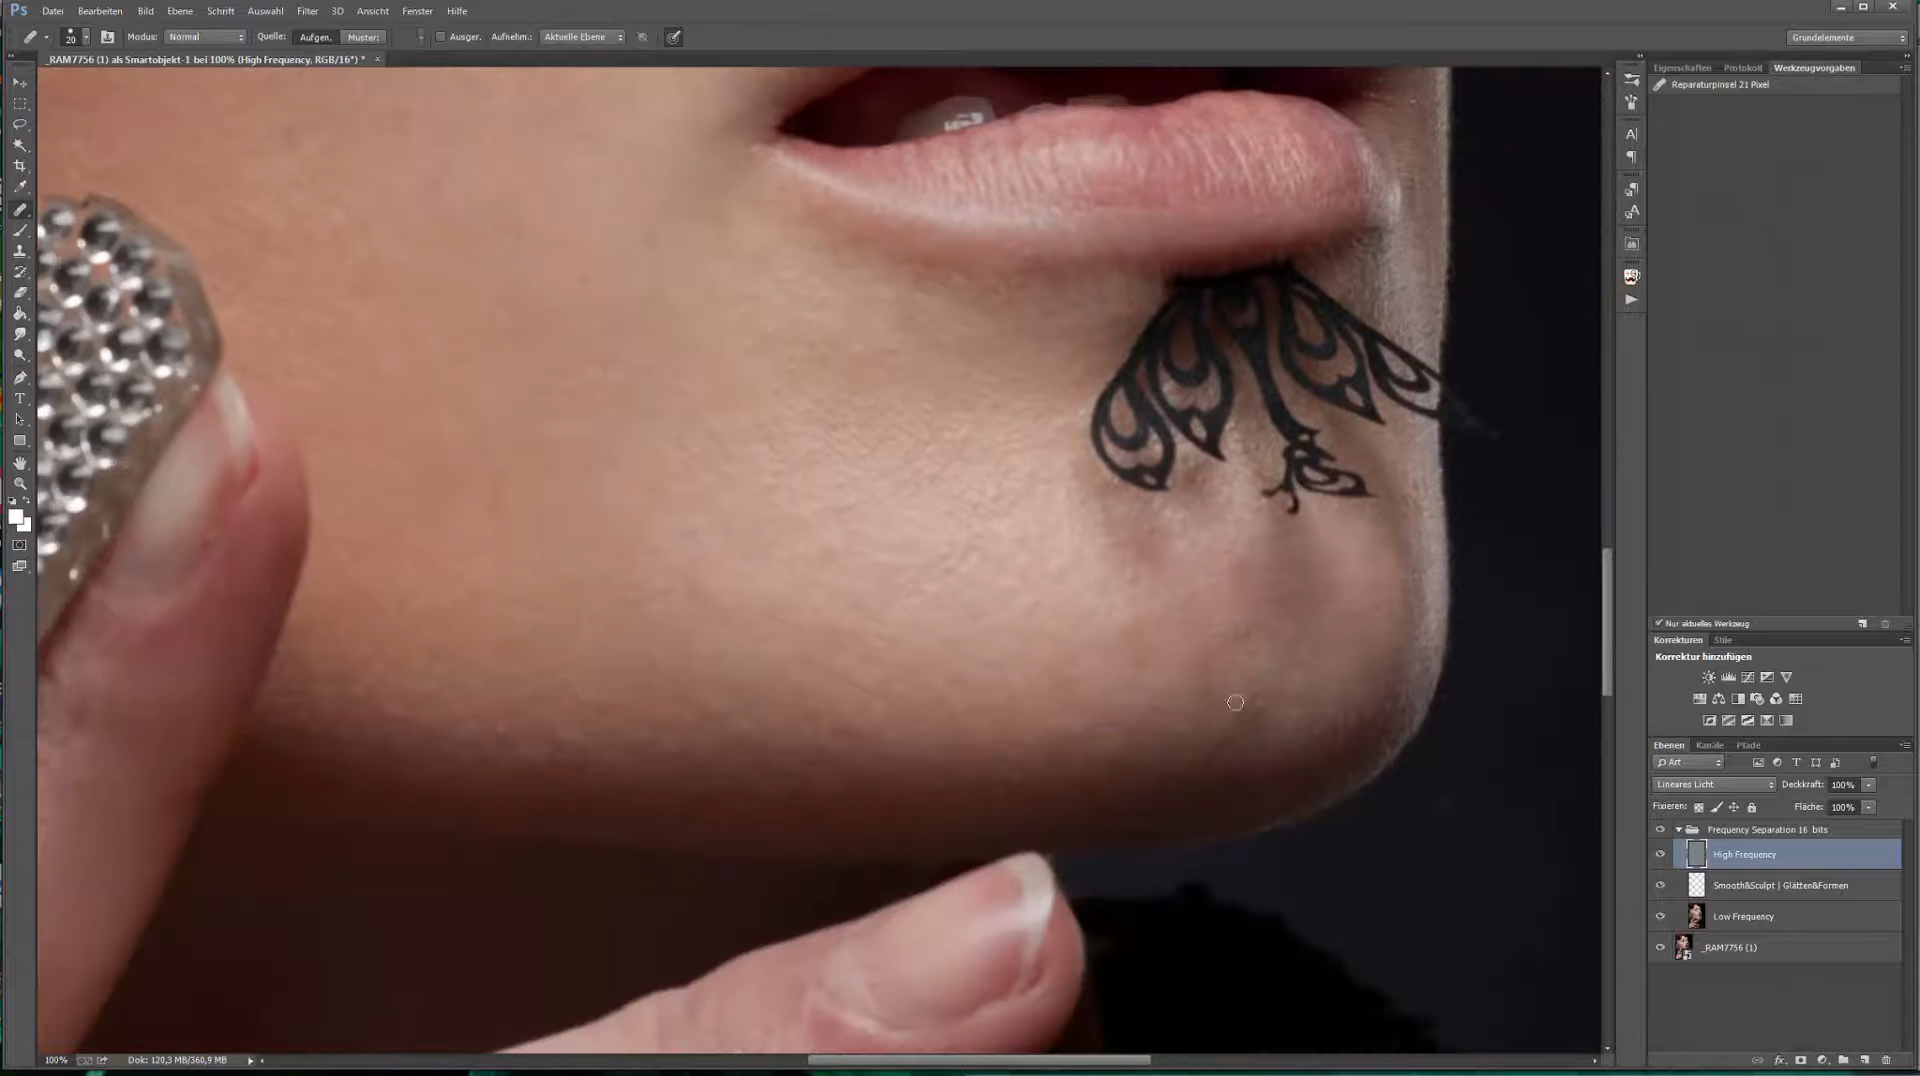 Ps Datei Bearbeiten Bild Ebene Schrift Auswahl Filter 3D Ansicht Fenster Hilfe
20 Modus: Normal Quelle: Aufgen. Muster: Ausger. Aufnehm.: Aktuelle Ebene Grundelemente
_RAM7756 (1) als Smartobjekt-1 bei 100% (High Frequency, RGB/16*) *
Eigenschaften Protokoll Werkzeugvorgaben
Reparaturpinsel 21 Pixel
Nur aktuelles Werkzeug
Korrekturen Stile
Korrektur hinzufügen
Ebenen Kanäle Pfade
Art
Lineares Licht Deckkraft: 100%
Fixieren: Fläche: 100%
Frequency Separation 16 bits
High Frequency
Smooth&Sculpt | Glätten&Formen
Low Frequency
_RAM7756 (1)
100% Dok: 120,3 MB/360,9 MB